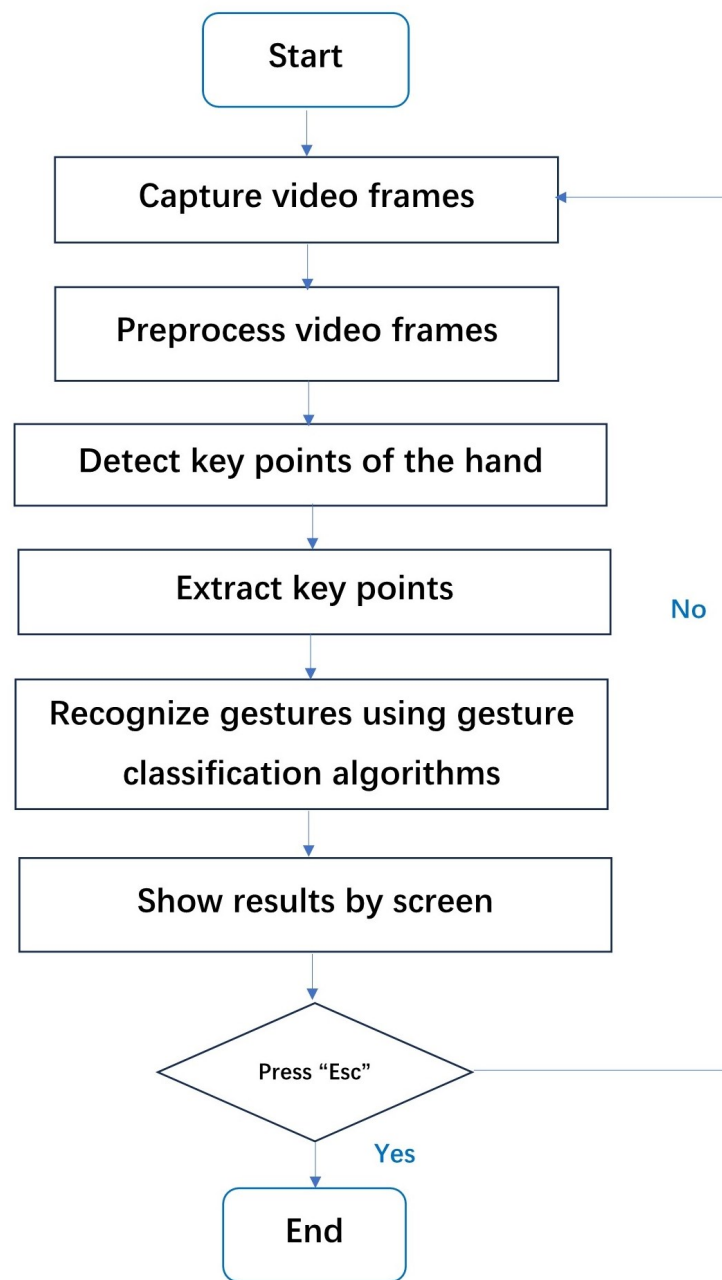 Start
Capture video frames
Preprocess video frames
Detect key points of the hand
Extract key points
No
Recognize gestures using gesture
classification algorithms
Show results by screen
Press “Esc”
Yes
End